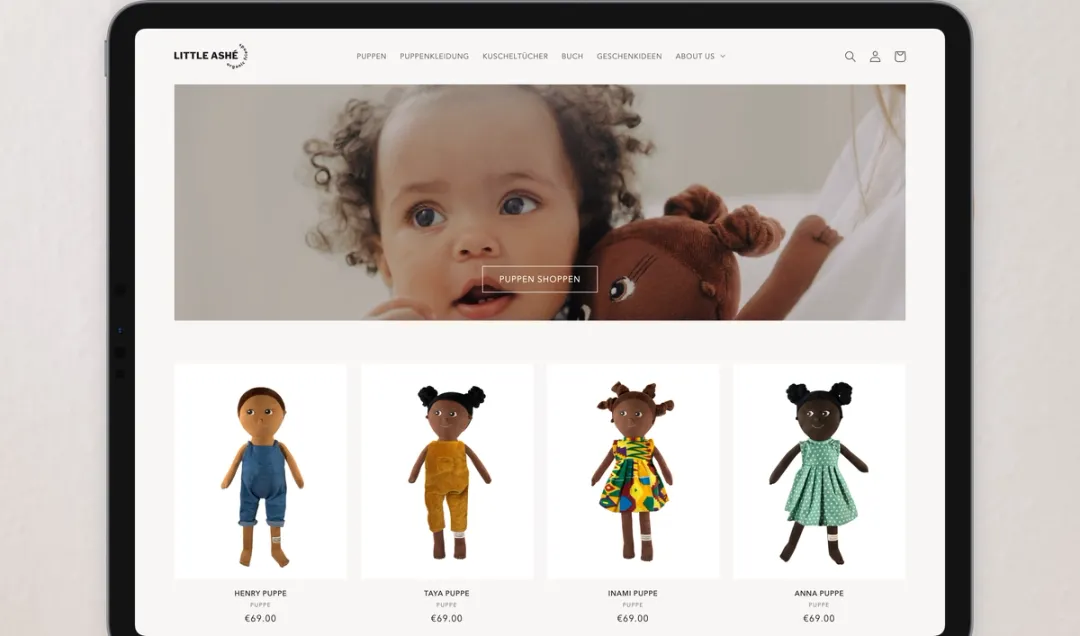 LITTLE ASHÉ
organic
PUPPEN PUPPENKLEIDUNG KUSCHELTÜCHER BUCH GESCHENKIDEEN ABOUT US
PUPPEN SHOPPEN
HENRY PUPPE
PUPPE
€69.00
TAYA PUPPE
PUPPE
€69.00
INAMI PUPPE
PUPPE
€69.00
ANNA PUPPE
PUPPE
€69.00